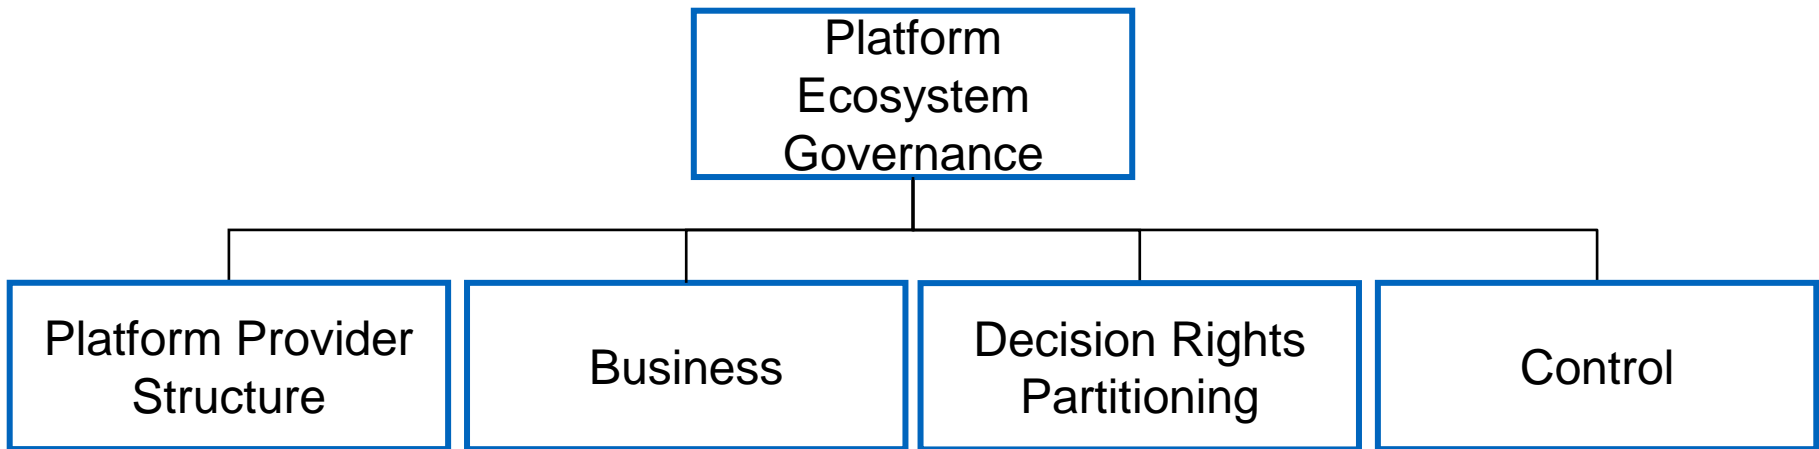 Platform
Ecosystem
Governance
Platform Provider
Structure
Business
Decision Rights
Partitioning
Control